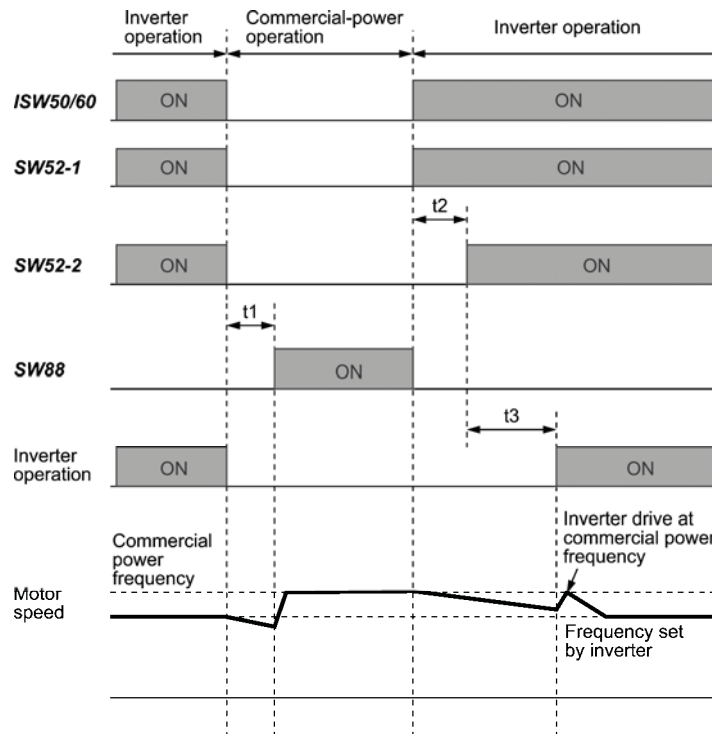 Inverter
operation
Commercial-power
operation
Inverter operation
ISW50/60
ON
ON
SW52-1
ON
ON
t2
SW52-2
ON
ON
t1
SW88
ON
t3
Inverter
operation
ON
ON
Inverter drive at
commercial power
frequency
Commercial
power
frequency
Motor
speed
Frequency set
by inverter